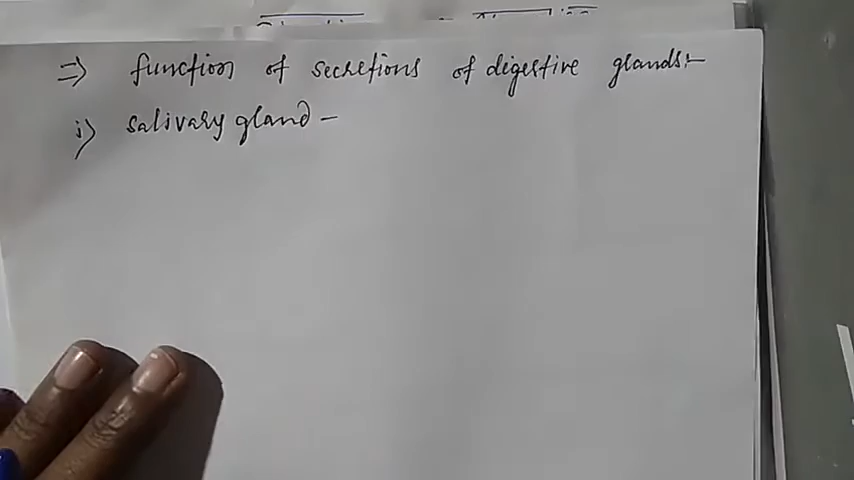 ⇒ function of secretions of digestive glands:-
i) salivary gland -